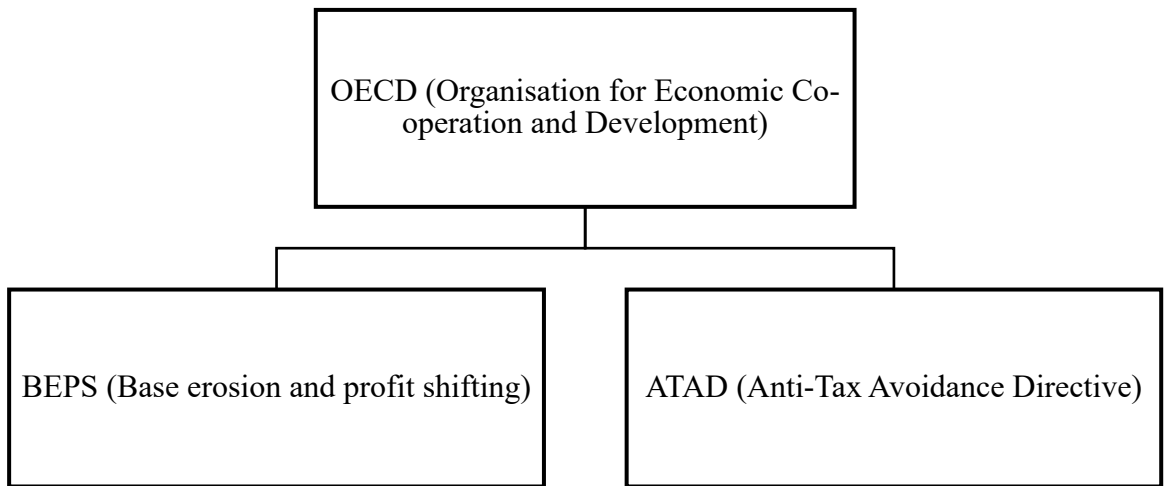 OECD (Organisation for Economic Co-
operation and Development)
BEPS (Base erosion and profit shifting)
ATAD (Anti-Tax Avoidance Directive)